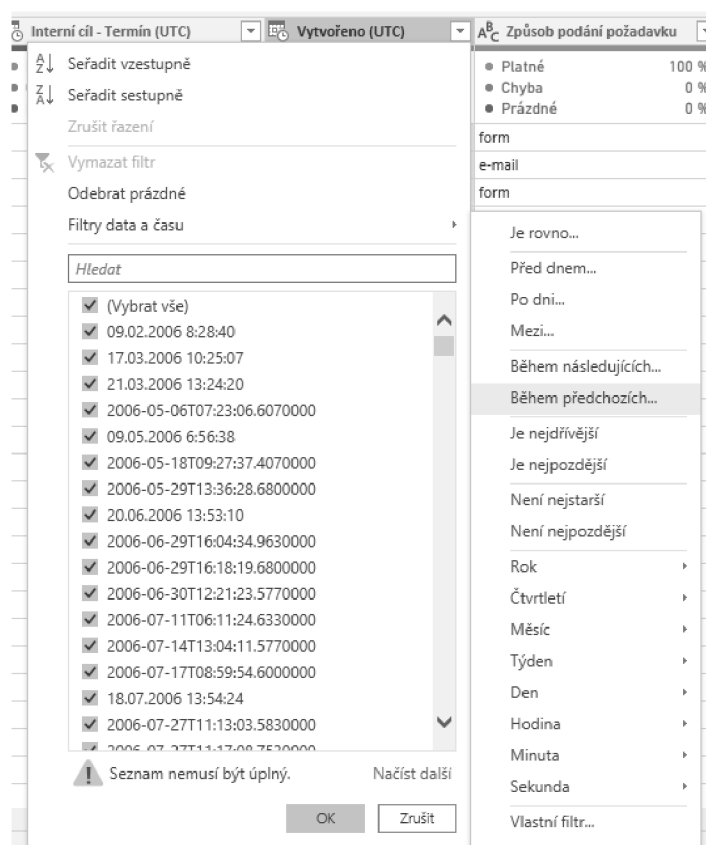 Interní cíl - Termín (UTC)
Vytvořeno (UTC)
ABC Způsob podání požadavku
Seřadit vzestupně
Seřadit sestupně
Zrušit řazení
Vymazat filtr
Odebrat prázdné
Filtry data a času
Hledat
(Vybrat vše)
09.02.2006 8:28:40
17.03.2006 10:25:07
21.03.2006 13:24:20
2006-05-06T07:23:06.6070000
09.05.2006 6:56:38
2006-05-18T09:27:37.4070000
2006-05-29T13:36:28.6800000
20.06.2006 13:53:10
2006-06-29T16:04:34.9630000
2006-06-29T16:18:19.6800000
2006-06-30T12:21:23.5770000
2006-07-11T06:11:24.6330000
2006-07-14T13:04:11.5770000
2006-07-17T08:59:54.6000000
18.07.2006 13:54:24
2006-07-27T11:13:03.5830000
2006-07-27T11:17:08.7530000
Seznam nemusí být úplný.
Načíst další
OK
Zrušit
Platné 100 %
Chyba 0 %
Prázdné 0 %
form
e-mail
form
Je rovno...
Před dnem...
Po dni...
Mezi...
Během následujících...
Během předchozích...
Je nejdřívější
Je nejpozdější
Není nejstarší
Není nejpozdější
Rok
Čtvrtletí
Měsíc
Týden
Den
Hodina
Minuta
Sekunda
Vlastní filtr...